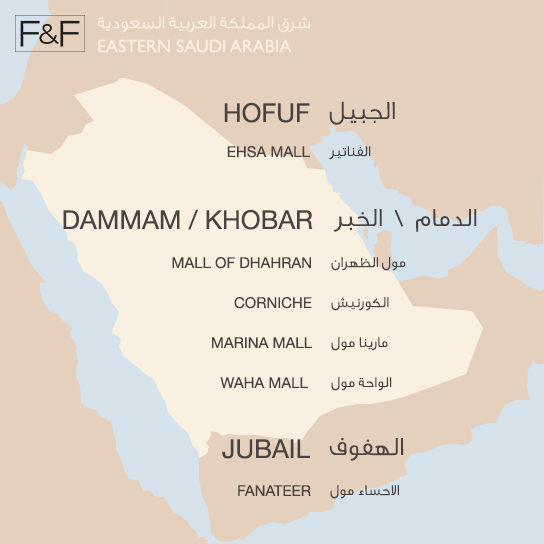 F&F
شرق المملكة العربية السعودية
EASTERN SAUDI ARABIA
HOFUF الجبيل
EHSA MALL الفناتير
DAMMAM / KHOBAR الدمام \ الخبر
MALL OF DHAHRAN مول الظهران
CORNICHE الكورنيش
MARINA MALL مارينا مول
WAHA MALL الواحة مول
JUBAIL الهفوف
FANATEER الاحساء مول